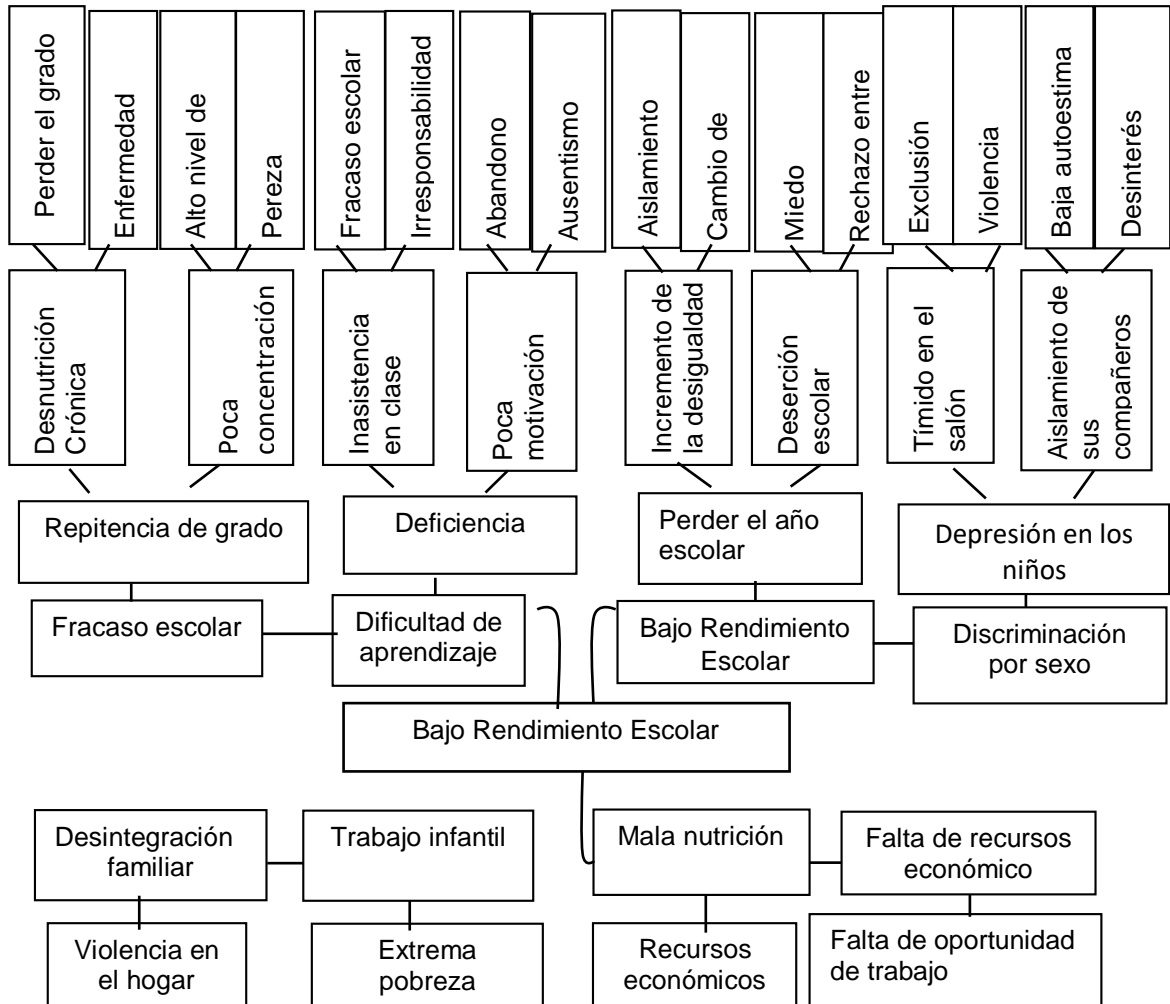 Perder el grado
Enfermedad
Alto nivel de
Pereza
Fracaso escolar
Irresponsabilidad
Abandono
Ausentismo
Aislamiento
Cambio de
Miedo
Rechazo entre
Exclusión
Violencia
Baja autoestima
Desinterés
Desnutrición
Crónica
Poca
concentración
Inasistencia
en clase
Poca
motivación
Incremento de
la desigualdad
Deserción
escolar
Tímido en el
salón
Aislamiento de
sus
compañeros
Repitencia de grado
Deficiencia
Perder el año
escolar
Depresión en los
niños
Fracaso escolar
Dificultad de
aprendizaje
Bajo Rendimiento
Escolar
Discriminación
por sexo
Bajo Rendimiento Escolar
Desintegración
familiar
Trabajo infantil
Mala nutrición
Falta de recursos
económico
Violencia en
el hogar
Extrema
pobreza
Recursos
económicos
Falta de oportunidad
de trabajo